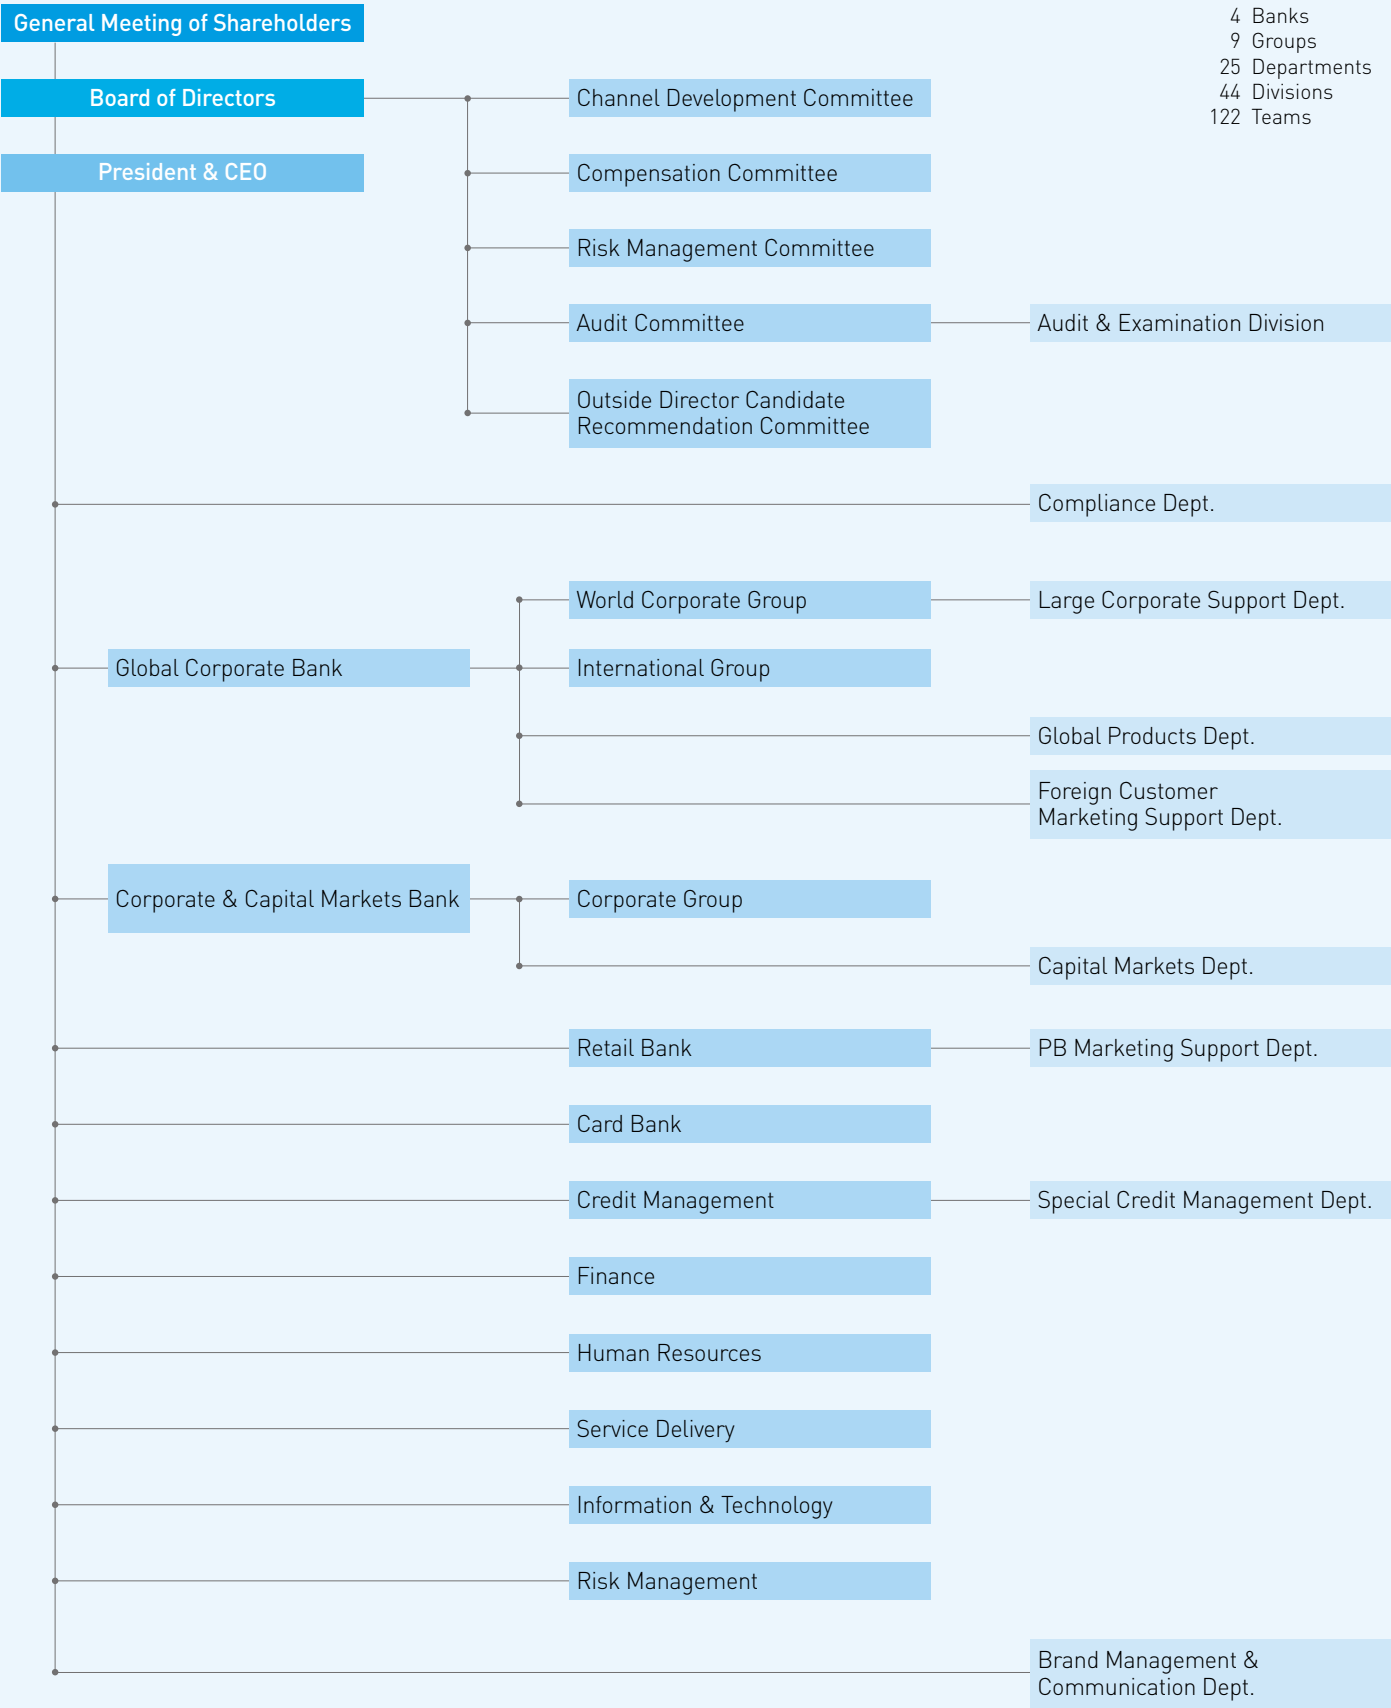 General Meeting of Shareholders
4 Banks
9 Groups
25 Departments
44 Divisions
122 Teams
Board of Directors
Channel Development Committee
President & CEO
Compensation Committee
Risk Management Committee
Audit Committee
Audit & Examination Division
Outside Director Candidate
Recommendation Committee
Compliance Dept.
World Corporate Group
Large Corporate Support Dept.
Global Corporate Bank
International Group
Global Products Dept.
Foreign Customer
Marketing Support Dept.
Corporate & Capital Markets Bank
Corporate Group
Capital Markets Dept.
Retail Bank
PB Marketing Support Dept.
Card Bank
Credit Management
Special Credit Management Dept.
Finance
Human Resources
Service Delivery
Information & Technology
Risk Management
Brand Management &
Communication Dept.